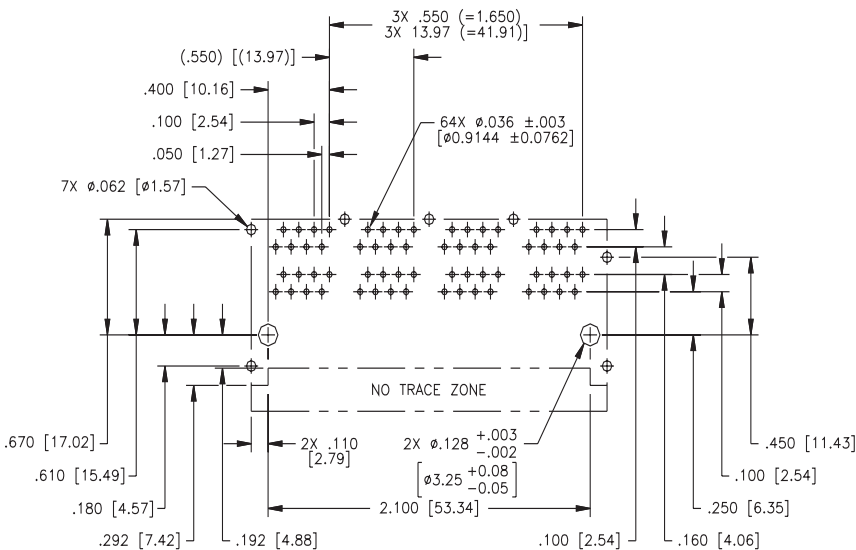 3X .550 (=1.650)
3X 13.97 (=41.91)]
(.550) [(13.97)]
.400 [10.16]
.100 [2.54]
.050 [1.27]
64X ø.036 ±.003
[ø0.9144 ±0.0762]
7X ø.062 [ø1.57]
NO TRACE ZONE
.670 [17.02]
.610 [15.49]
.180 [4.57]
.292 [7.42]
.192 [4.88]
2X .110
[2.79]
2X ø.128 +.003
-.002
[ø3.25 +0.08
-0.05]
2.100 [53.34]
.450 [11.43]
.100 [2.54]
.250 [6.35]
.100 [2.54]
.160 [4.06]